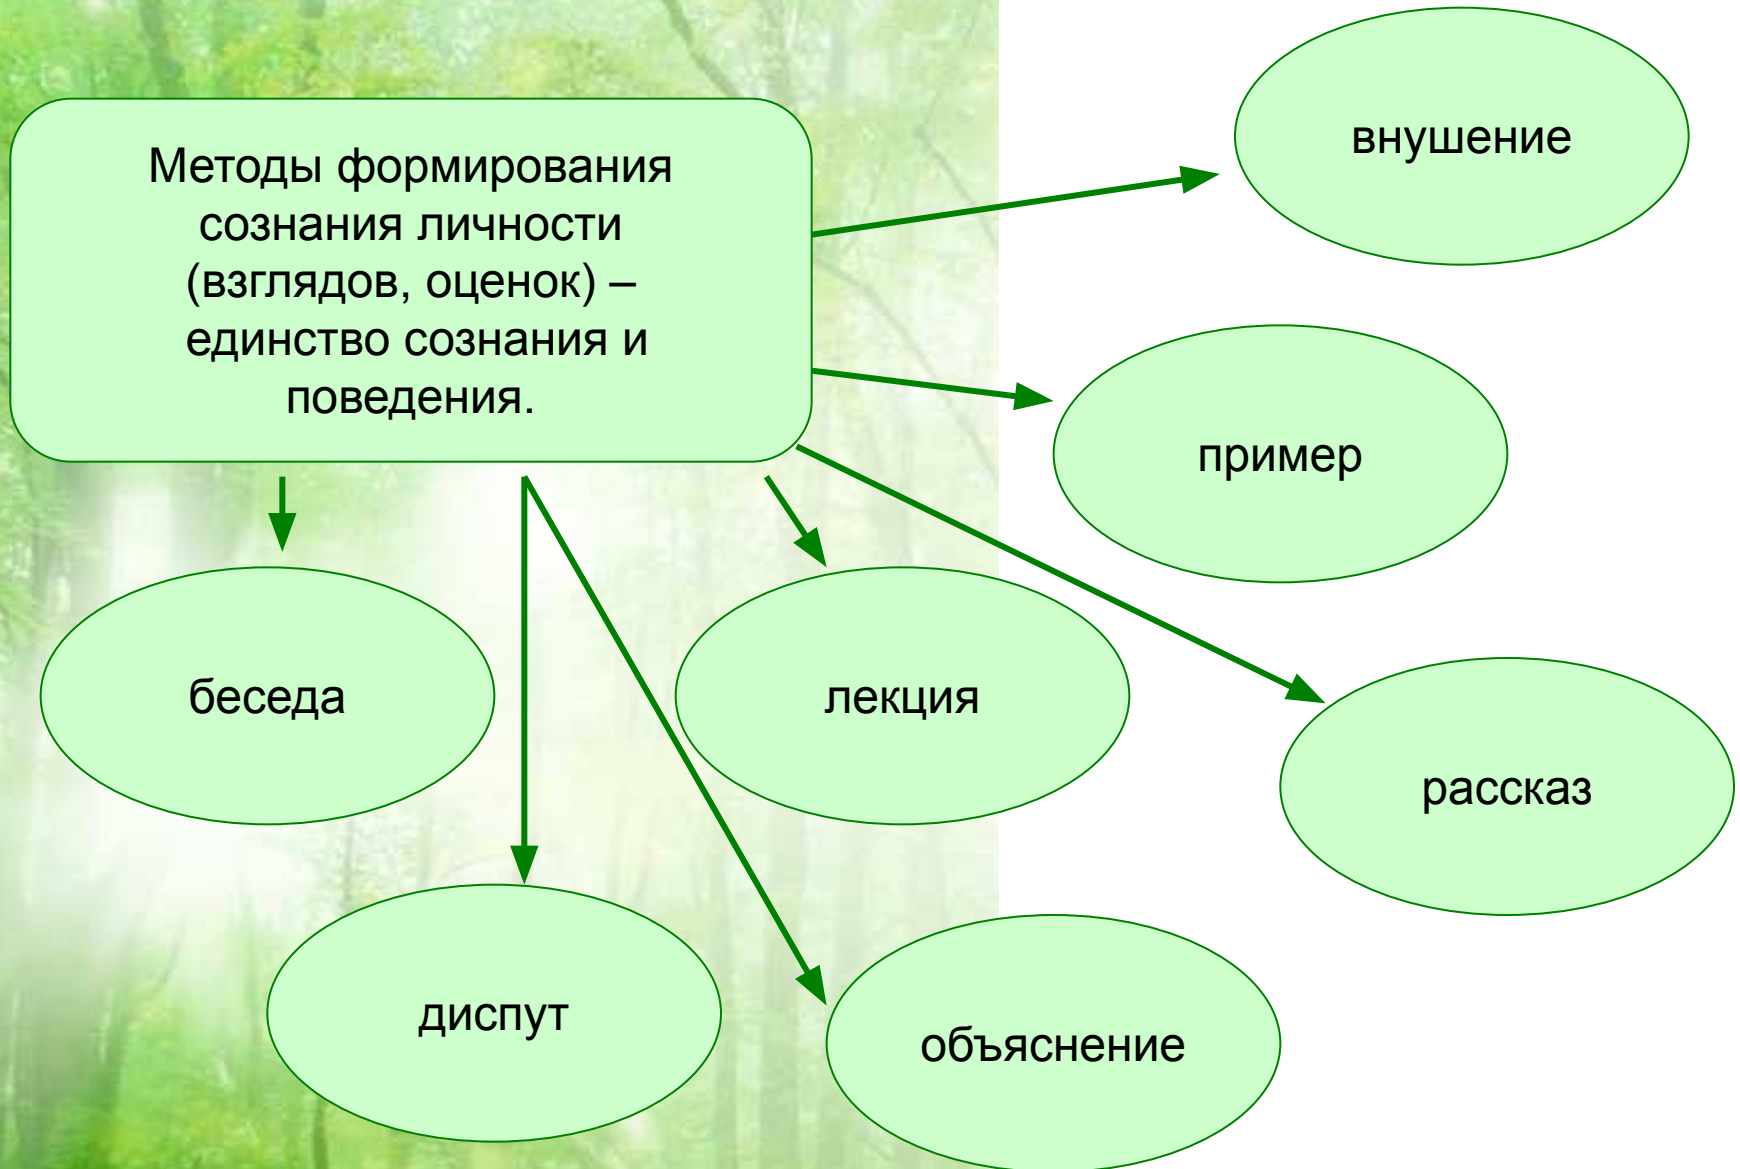 Методы формирования
сознания личности
(взглядов, оценок) –
единство сознания и
поведения.
внушение
пример
беседа
лекция
рассказ
диспут
объяснение